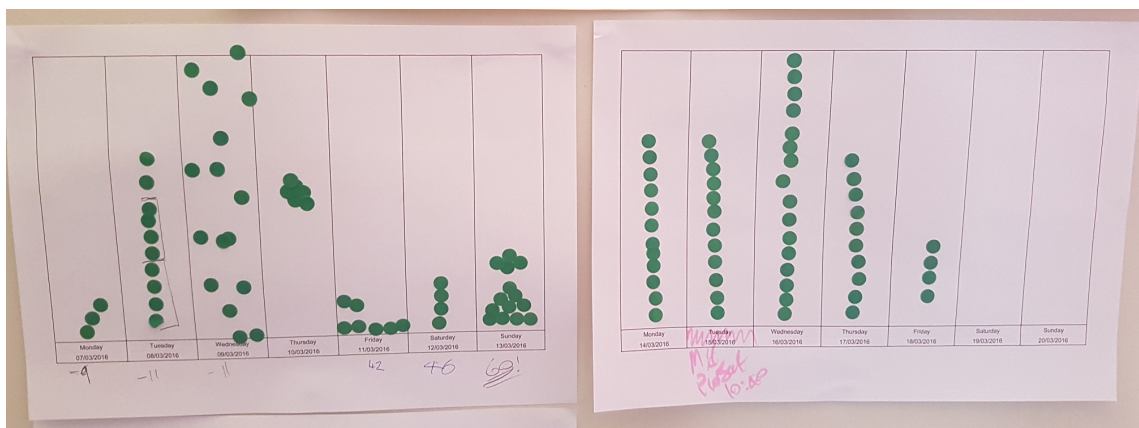 Monday Tuesday Wednesday Thursday Friday Saturday Sunday
07/03/2016 08/03/2016 09/03/2016 10/03/2016 11/03/2016 12/03/2016 13/03/2016
-9 -11 -11 42 46 60!
Monday Tuesday Wednesday Thursday Friday Saturday Sunday
14/03/2016 15/03/2016 16/03/2016 17/03/2016 18/03/2016 19/03/2016 20/03/2016